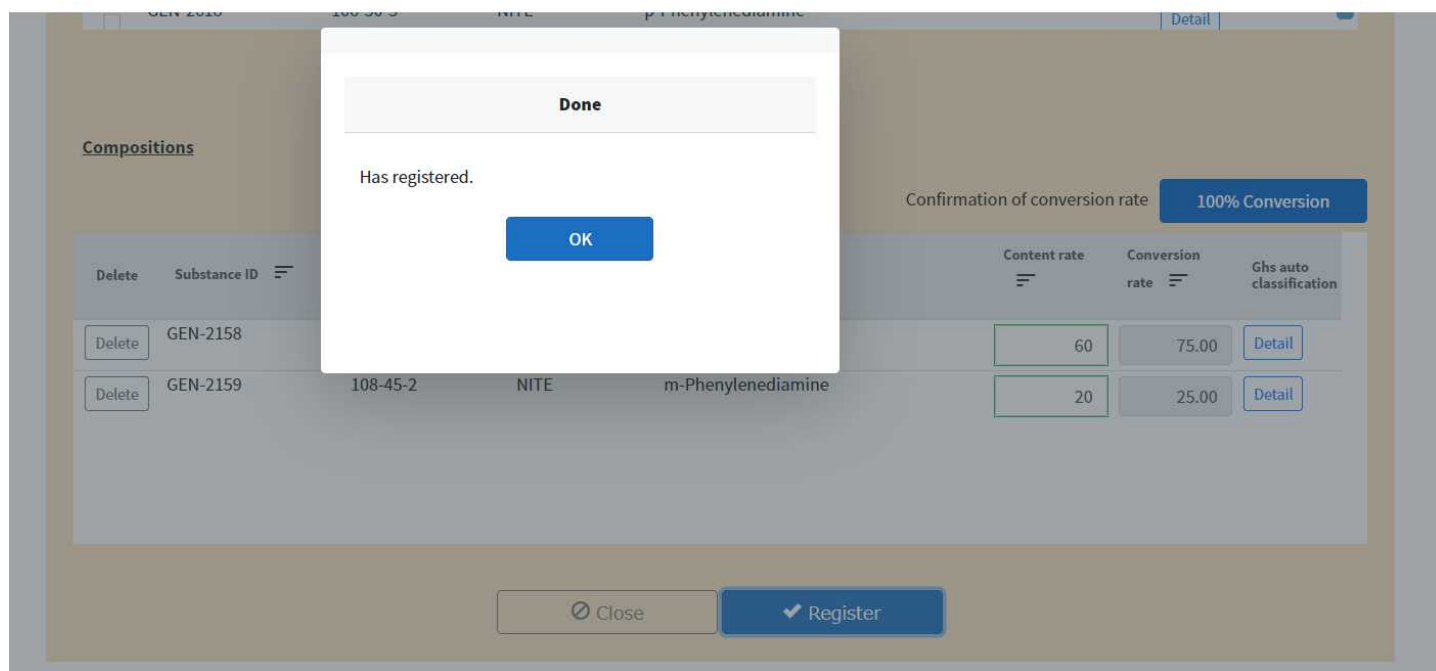 Detail
Done
Compositions
Has registered.
Confirmation of conversion rate 100% Conversion
OK
Delete Substance ID Content rate Conversion rate Ghs auto classification
Delete GEN-2158 60 75.00 Detail
Delete GEN-2159 108-45-2 NITE m-Phenylenediamine 20 25.00 Detail
Close Register